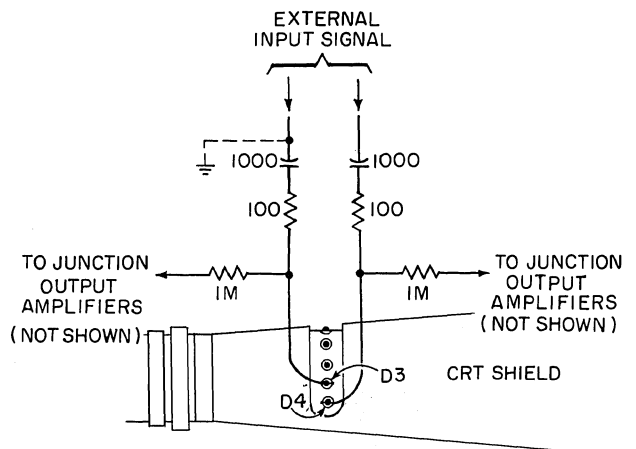 EXTERNAL
INPUT SIGNAL
1000
1000
100
100
TO JUNCTION
OUTPUT
AMPLIFIERS
(NOT SHOWN)
1M
1M
TO JUNCTION
OUTPUT
AMPLIFIERS
(NOT SHOWN)
D3
D4
CRT SHIELD